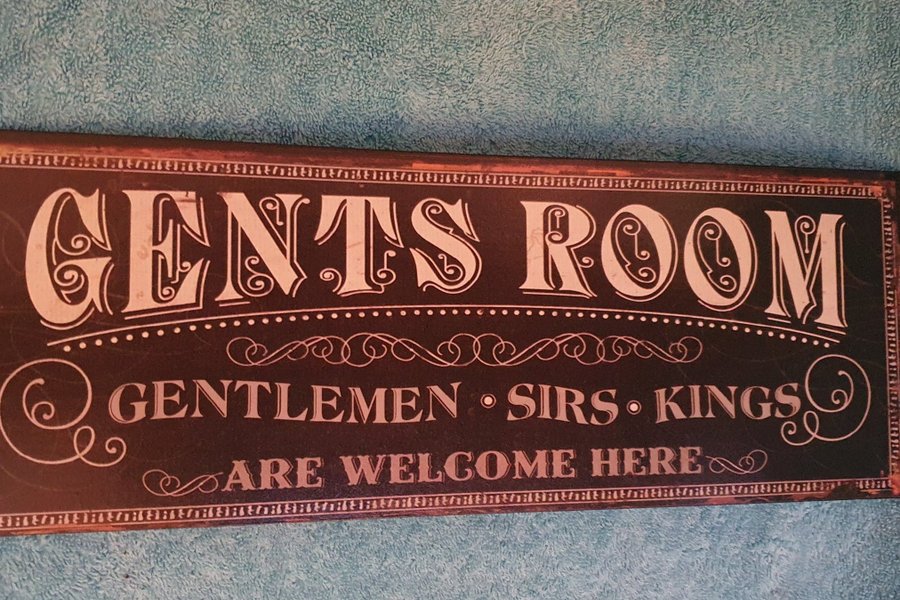 GENTS ROOM
GENTLEMEN • SIRS • KINGS
ARE WELCOME HERE